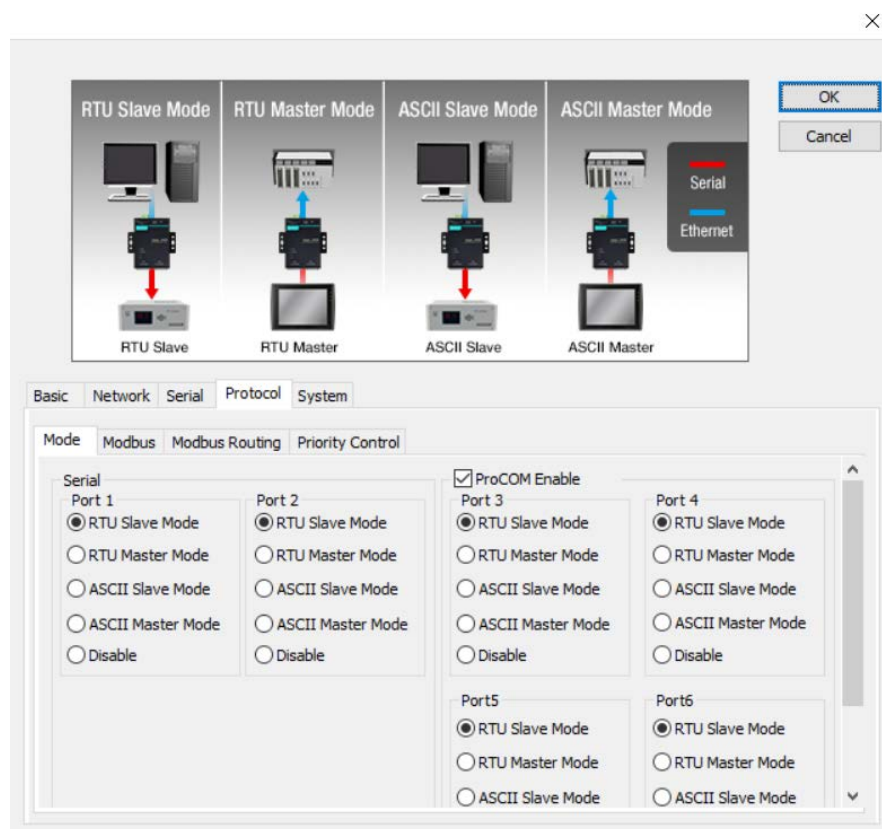 RTU Slave Mode RTU Master Mode ASCII Slave Mode ASCII Master Mode
Serial
Ethernet
RTU Slave RTU Master ASCII Slave ASCII Master
OK
Cancel
Basic Network Serial Protocol System
Mode Modbus Modbus Routing Priority Control
Serial
Port 1
RTU Slave Mode
RTU Master Mode
ASCII Slave Mode
ASCII Master Mode
Disable
Port 2
RTU Slave Mode
RTU Master Mode
ASCII Slave Mode
ASCII Master Mode
Disable
ProCOM Enable
Port 3
RTU Slave Mode
RTU Master Mode
ASCII Slave Mode
ASCII Master Mode
Disable
Port 4
RTU Slave Mode
RTU Master Mode
ASCII Slave Mode
ASCII Master Mode
Disable
Port5
RTU Slave Mode
RTU Master Mode
ASCII Slave Mode
Port6
RTU Slave Mode
RTU Master Mode
ASCII Slave Mode